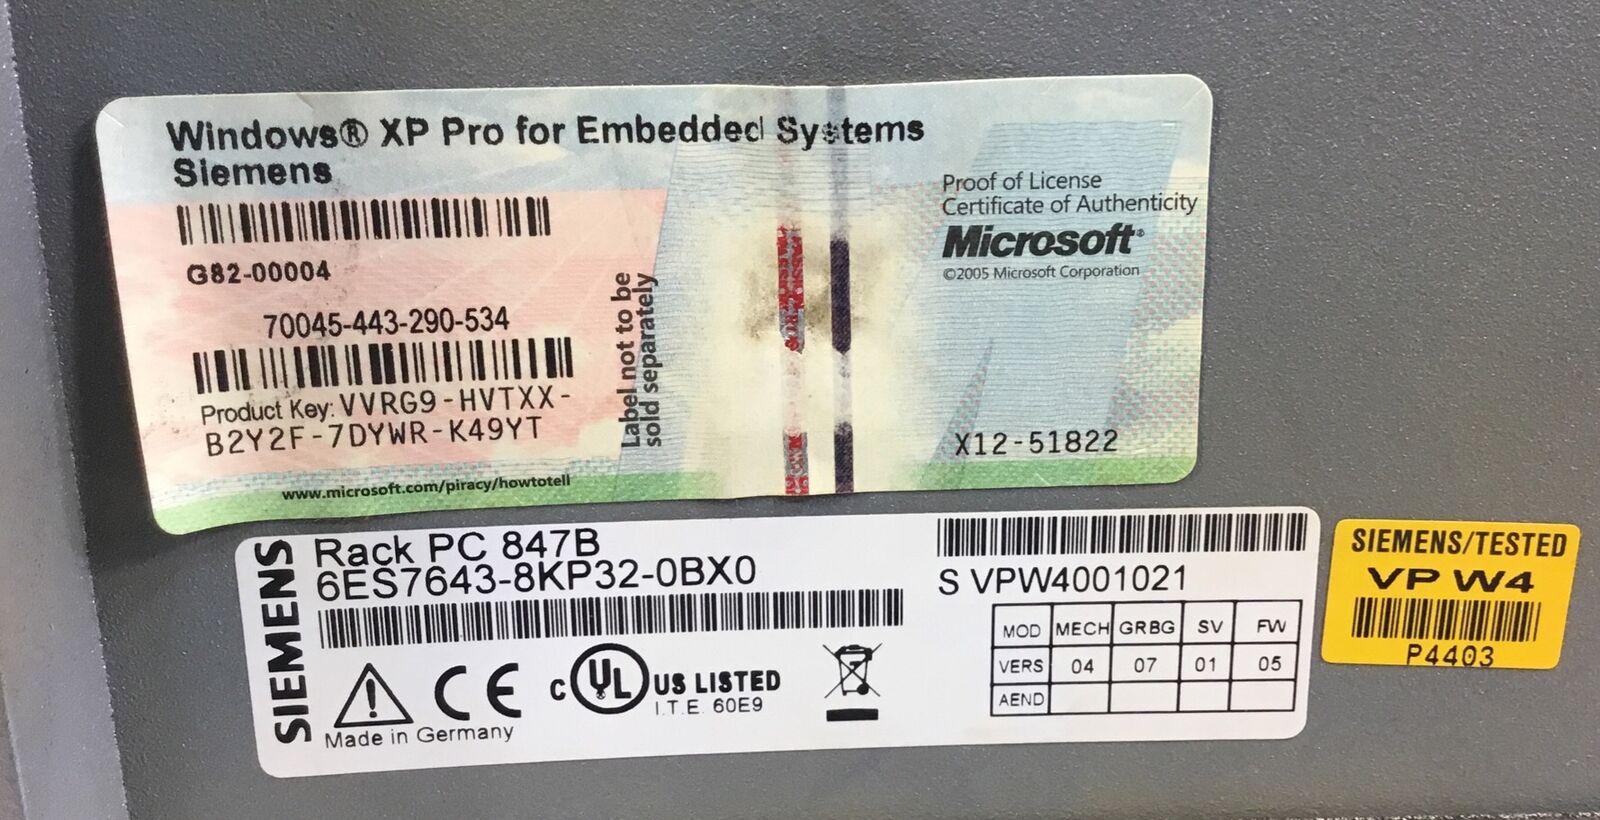 Windows® XP Pro for Embedded Systems
Siemens
G82-00004
70045-443-290-534
Product Key: VVRG9-HVTXX-
B2Y2F-7DYWR-K49YT
www.microsoft.com/piracy/howtotell
Label not to be
sold separately
Proof of License
Certificate of Authenticity
Microsoft®
©2005 Microsoft Corporation
X12-51822
SIEMENS
Rack PC 847B
6ES7643-8KP32-0BX0
CE
C UL US LISTED
I.T.E. 60E9
Made in Germany
S VPW4001021
MOD MECH GRBG SV FW
VERS 04 07 01 05
AEND
SIEMENS/TESTED
VP W4
P4403